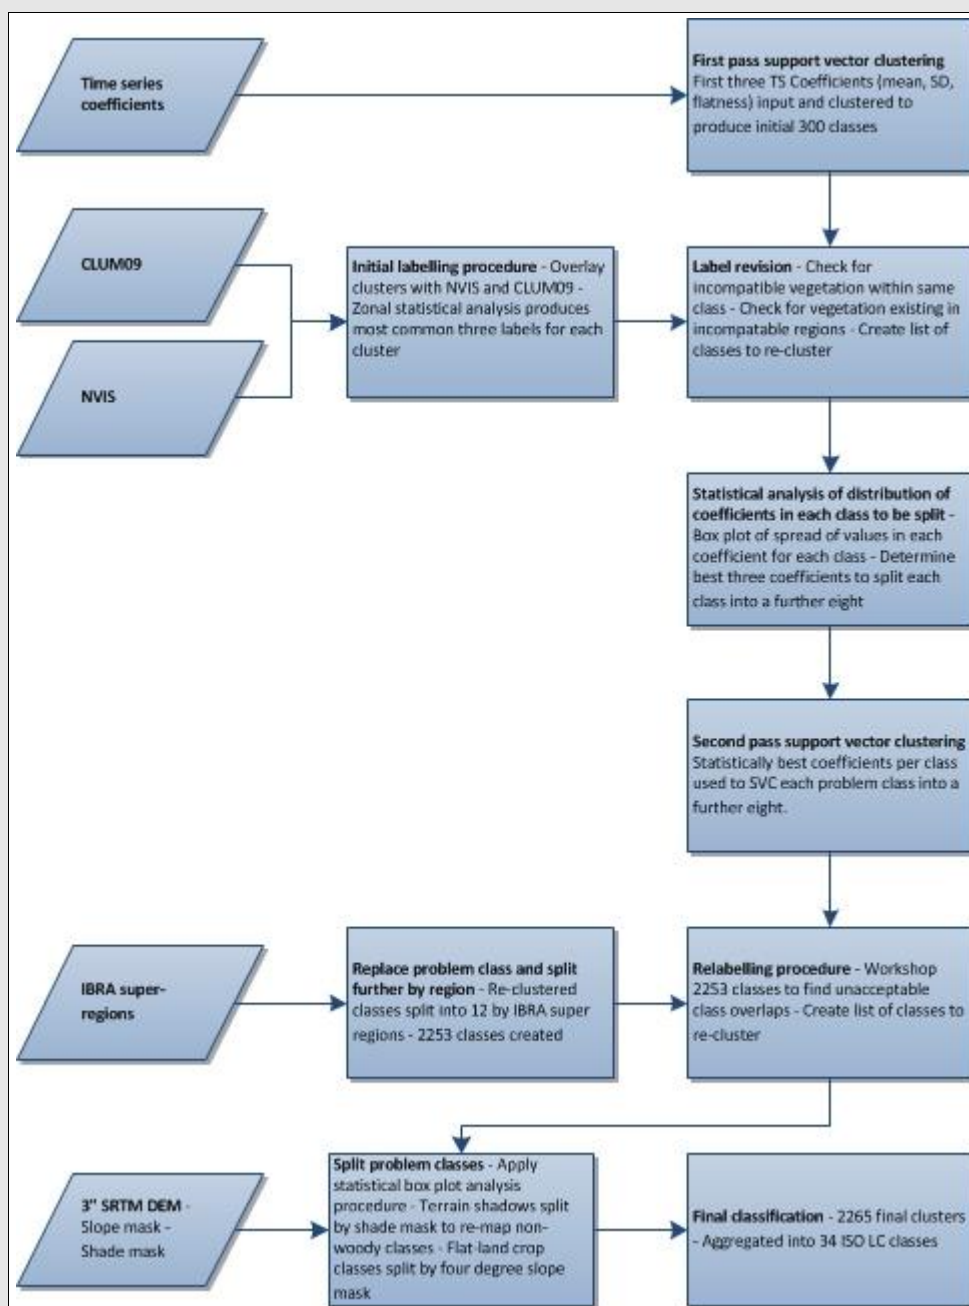 Time series
coefficients
First pass support vector clustering
First three TS Coefficients (mean, SD,
flatness) input and clustered to
produce initial 300 classes
CLUM09
NVIS
Initial labelling procedure - Overlay
clusters with NVIS and CLUM09 -
Zonal statistical analysis produces
most common three labels for each
cluster
Label revision - Check for
incompatible vegetation within same
class - Check for vegetation existing in
incompatable regions - Create list of
classes to re-cluster
Statistical analysis of distribution of
coefficients in each class to be split -
Box plot of spread of values in each
coefficient for each class - Determine
best three coefficients to split each
class into a further eight
Second pass support vector clustering
Statistically best coefficients per class
used to SVC each problem class into a
further eight.
IBRA super-
regions
Replace problem class and split
further by region - Re-clustered
classes split into 12 by IBRA super
regions - 2253 classes created
Relabelling procedure - Workshop
2253 classes to find unacceptable
class overlaps - Create list of classes to
re-cluster
3" SRTM DEM -
Slope mask -
Shade mask
Split problem classes - Apply
statistical box plot analysis
procedure - Terrain shadows split
by shade mask to re-map non-
woody classes - Flat-land crop
classes split by four degree slope
mask
Final classification - 2265 final clusters
- Aggregated into 34 ISO LC classes